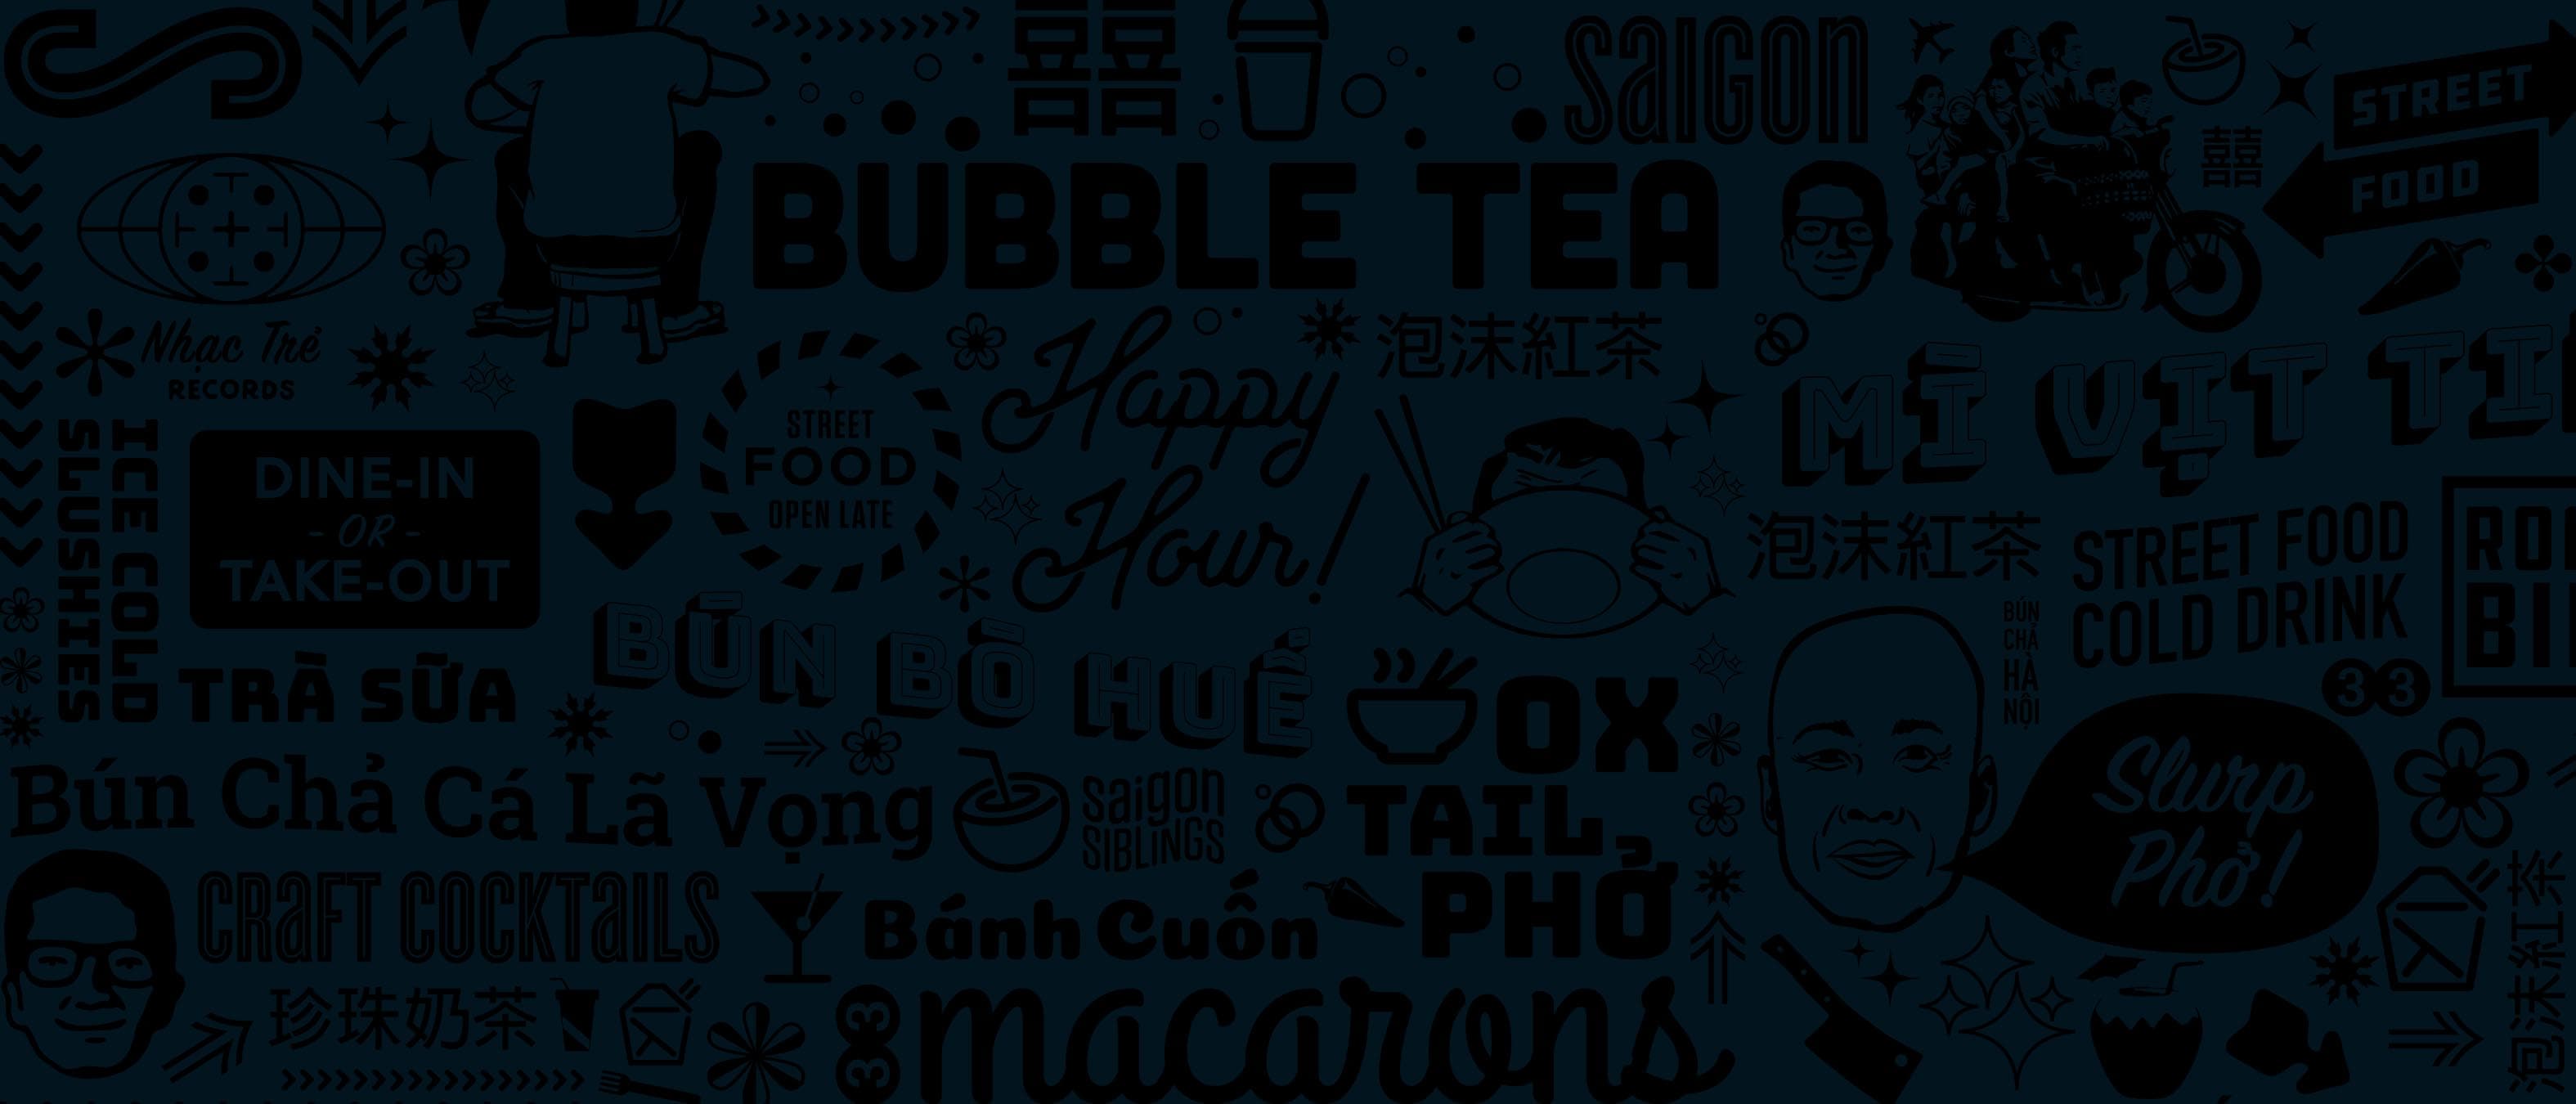 囍
SAIGON
STREET
FOOD
囍
BUBBLE TEA
Nhạc Trẻ
RECORDS
Happy
Hour!
泡沫紅茶
MÌ VỊT TI
ICE COLD
SLUSHIES
DINE-IN
- OR -
TAKE-OUT
STREET
FOOD
OPEN LATE
泡沫紅茶
STREET FOOD
COLD DRINK
BÚN
CHẢ
HÀ
NỘI
33
TRÀ SỮA
BÚN BÒ HUẾ
OX
TAIL
PHỞ
Bún Chả Cá Lã Vọng
saigon
SIBLINGS
Slurp
Phở!
CRAFT COCKTAILS
Bánh Cuốn
珍珠奶茶
33
macarons
泡沫紅茶